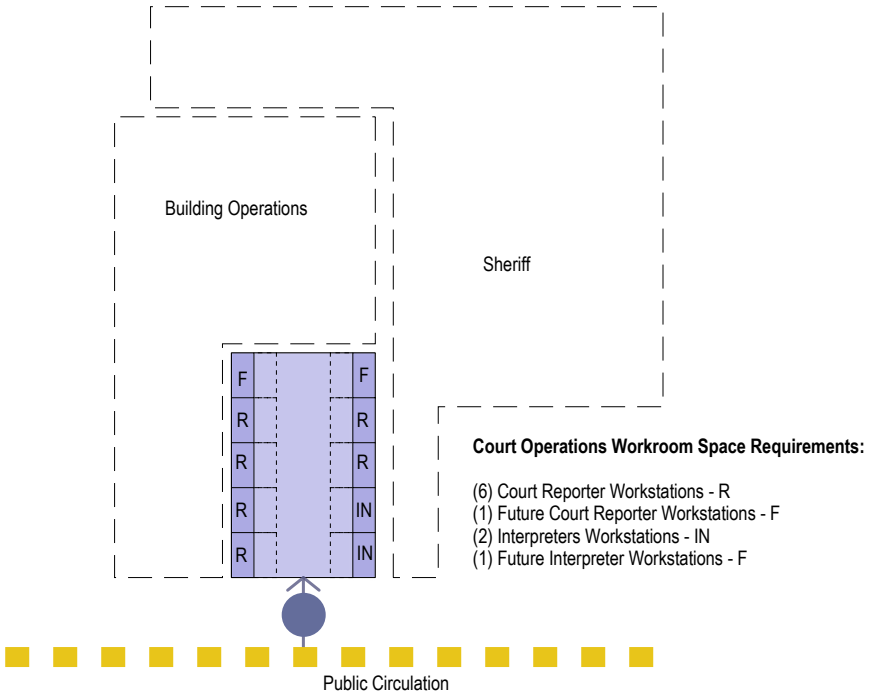 Building Operations
Sheriff
F F
R R
R R
R IN
R IN
Court Operations Workroom Space Requirements:
(6) Court Reporter Workstations - R
(1) Future Court Reporter Workstations - F
(2) Interpreters Workstations - IN
(1) Future Interpreter Workstations - F
Public Circulation